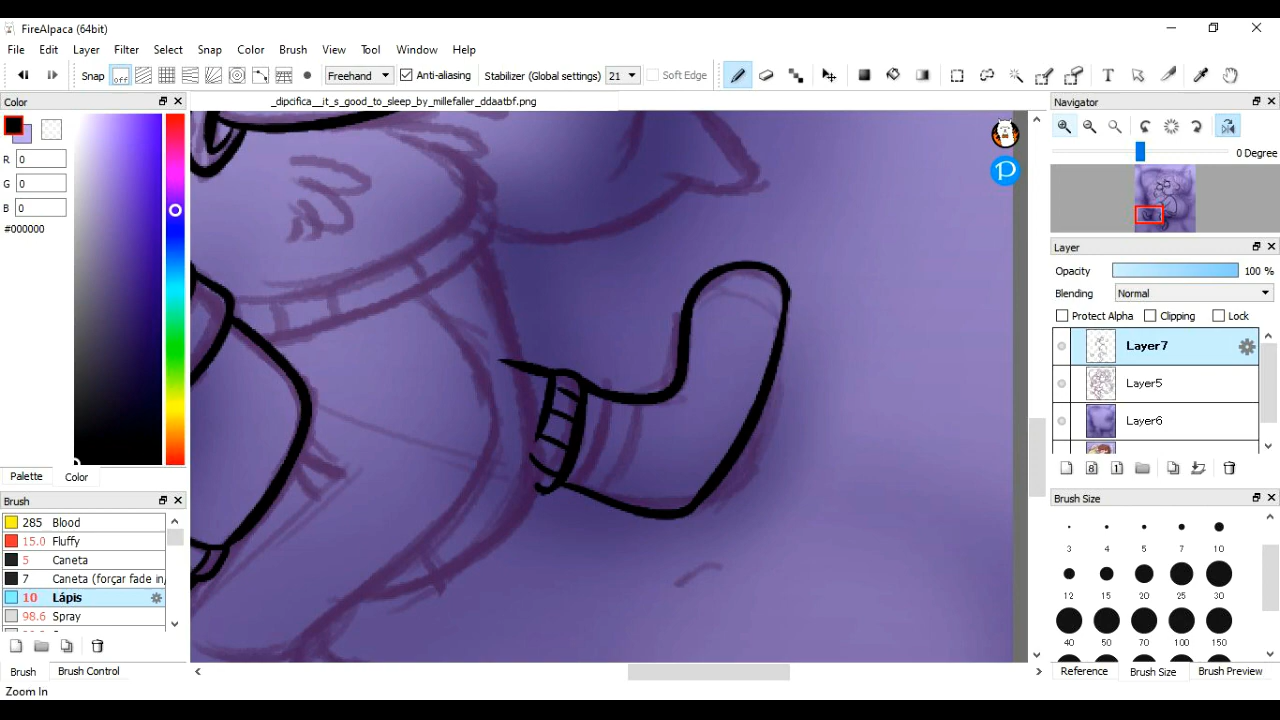 FireAlpaca (64bit)
File Edit Layer Filter Select Snap Color Brush View Tool Window Help
Snap off Freehand Anti-aliasing Stabilizer (Global settings) 21 Soft Edge T
Color
_dipcifica__it_s_good_to_sleep_by_millefaller_ddaatbf.png
Navigator
R 0
G 0
B 0
#000000
0 Degree
Layer
Opacity 100 %
Blending Normal
Protect Alpha Clipping Lock
Layer7
Layer5
Layer6
8 1
Palette Color
Brush
285 Blood
15.0 Fluffy
5 Caneta
7 Caneta (forçar fade in,
10 Lápis
98.6 Spray
Brush Size
3 4 5 7 10
12 15 20 25 30
40 50 70 100 150
Brush Brush Control
Reference Brush Size Brush Preview
Zoom In